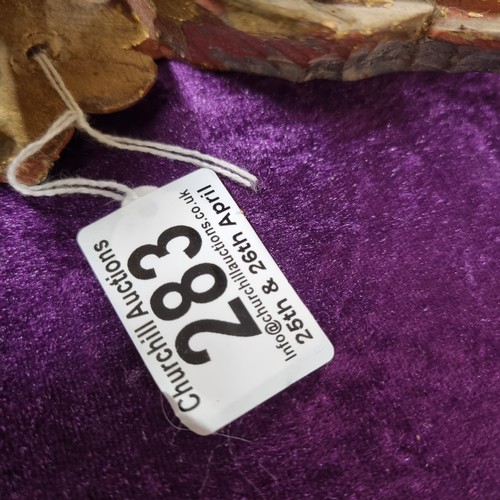 Churchill Auctions
283
Info@churchillauctions.co.uk
25th & 26th April